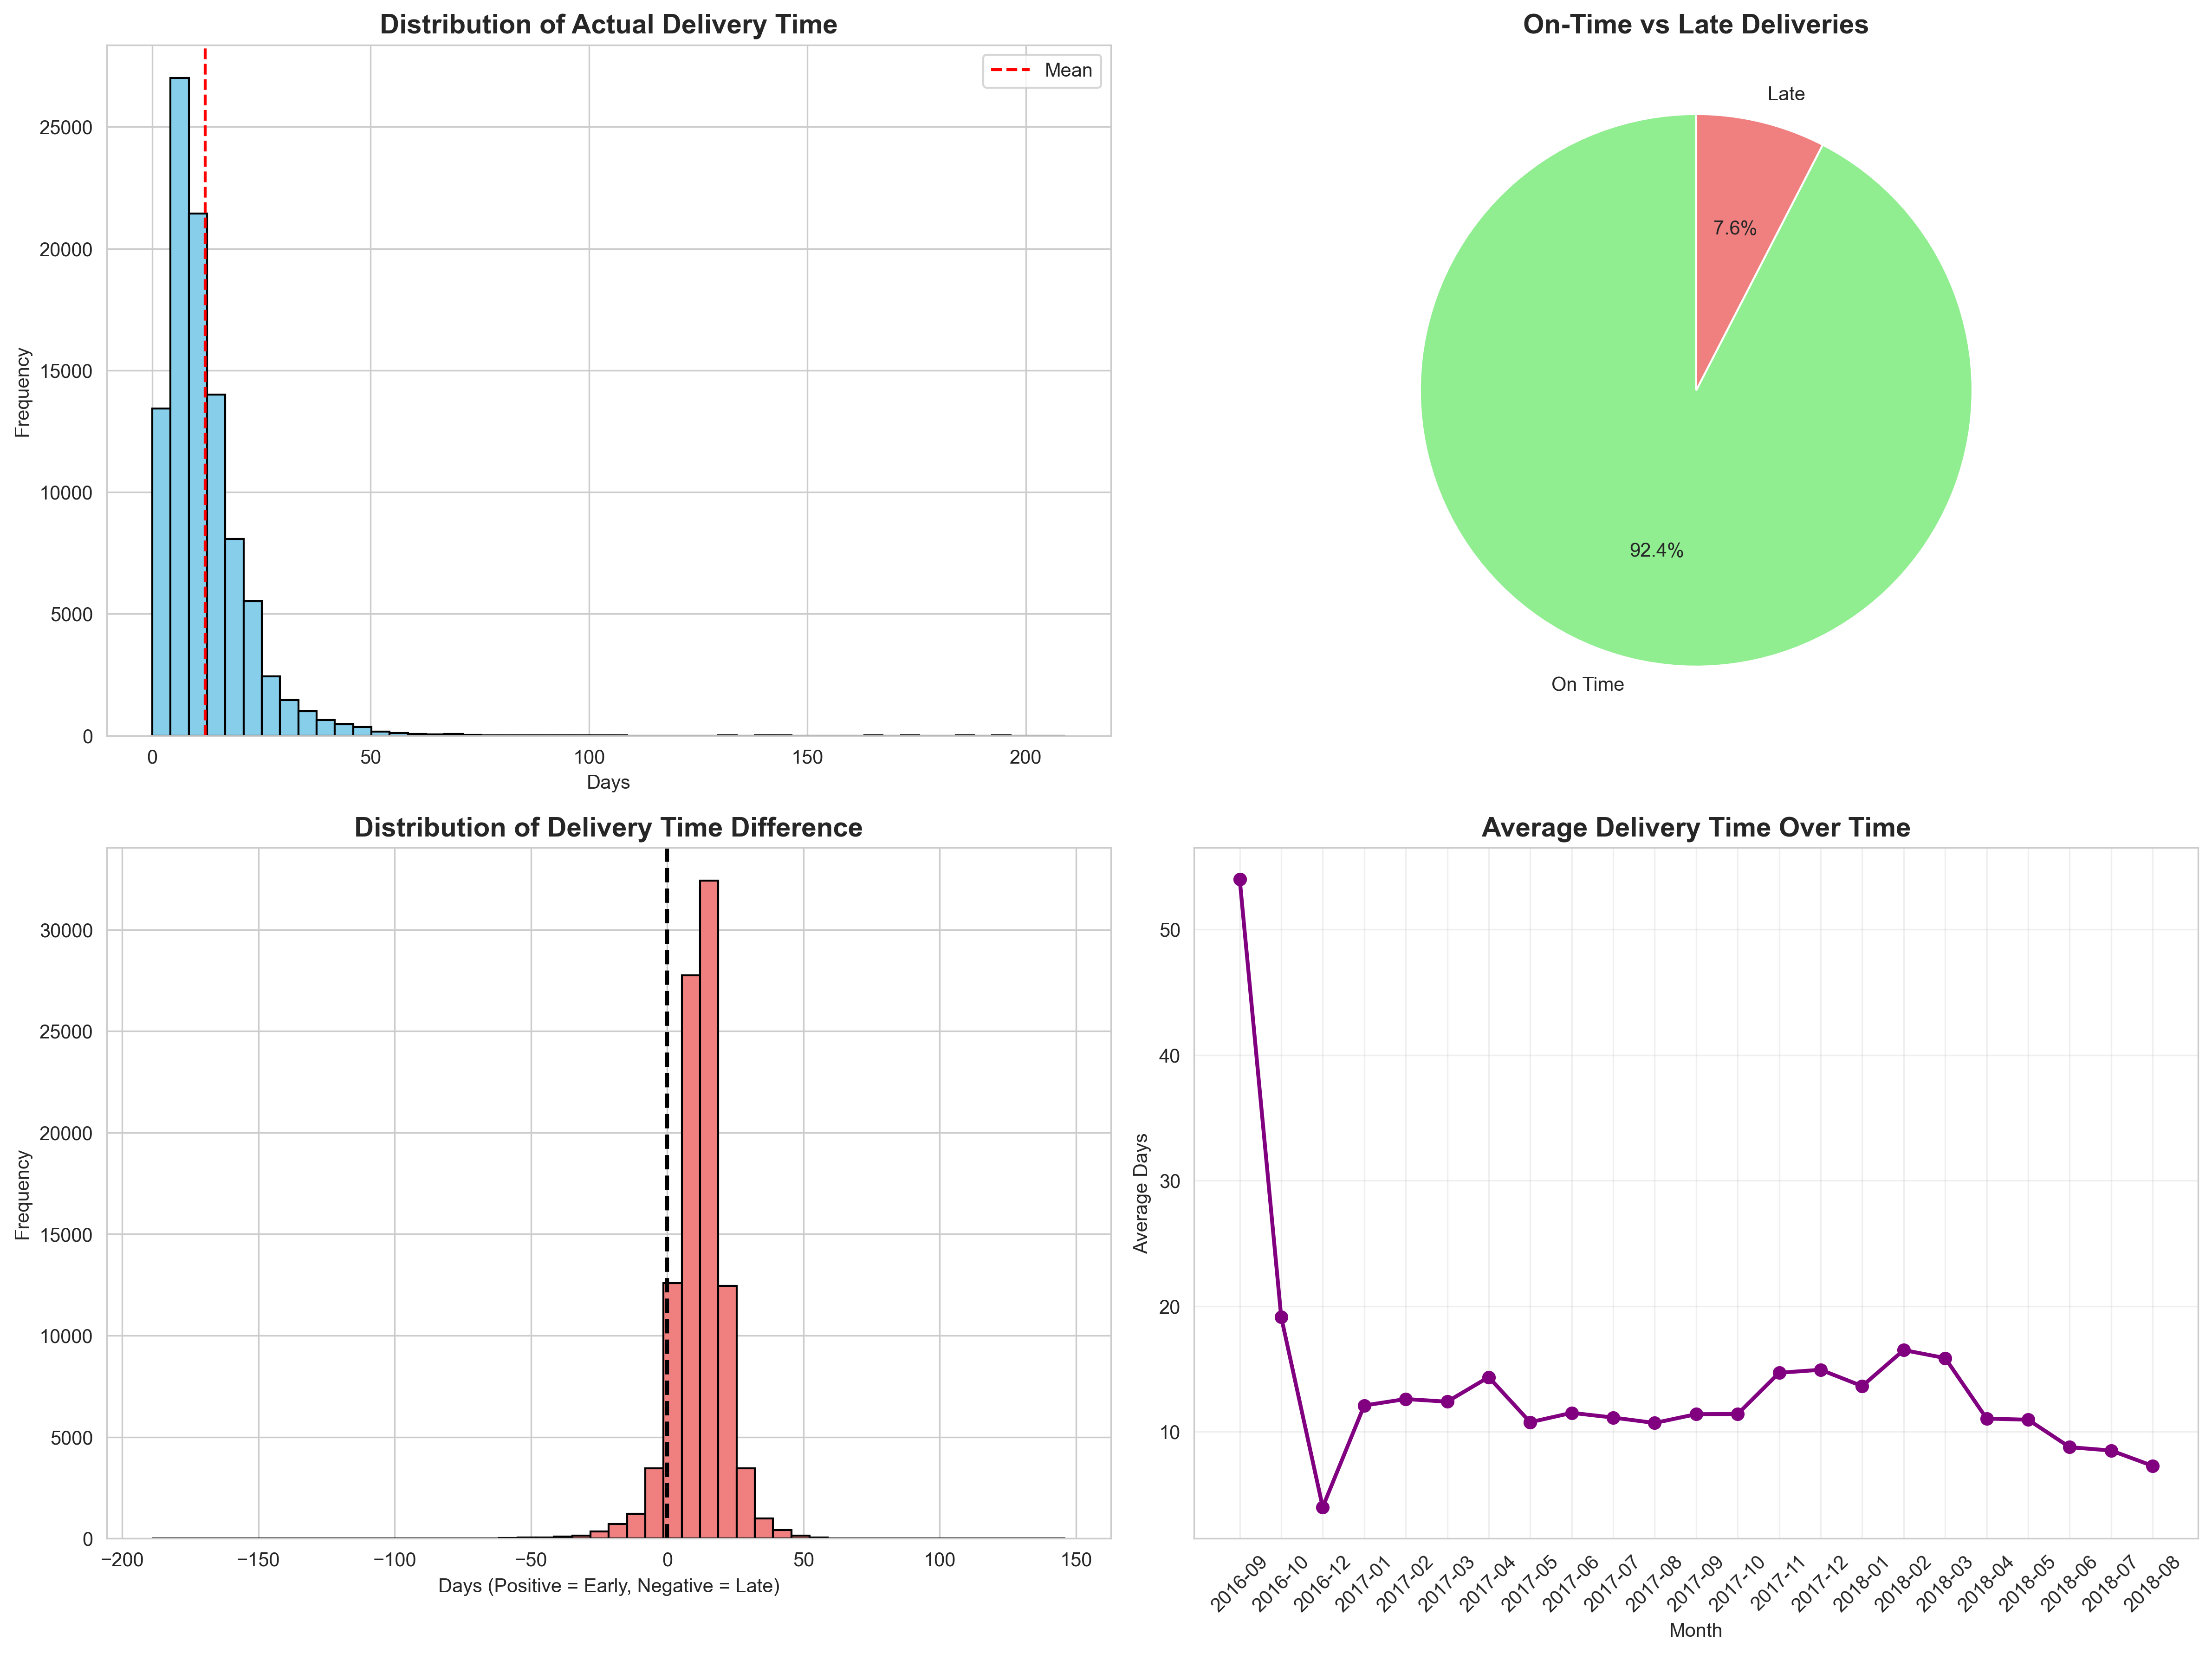 Distribution of Actual Delivery Time
Mean
25000
20000
15000
10000
5000
0
Frequency
0 50 100 150 200
Days
On-Time vs Late Deliveries
Late
7.6%
92.4%
On Time
Distribution of Delivery Time Difference
30000
25000
20000
15000
10000
5000
0
Frequency
−200 −150 −100 −50 0 50 100 150
Days (Positive = Early, Negative = Late)
Average Delivery Time Over Time
50
40
30
20
10
Average Days
2016-09 2016-10 2016-12 2017-01 2017-02 2017-03 2017-04 2017-05 2017-06 2017-07 2017-08 2017-09 2017-10 2017-11 2017-12 2018-01 2018-02 2018-03 2018-04 2018-05 2018-06 2018-07 2018-08
Month